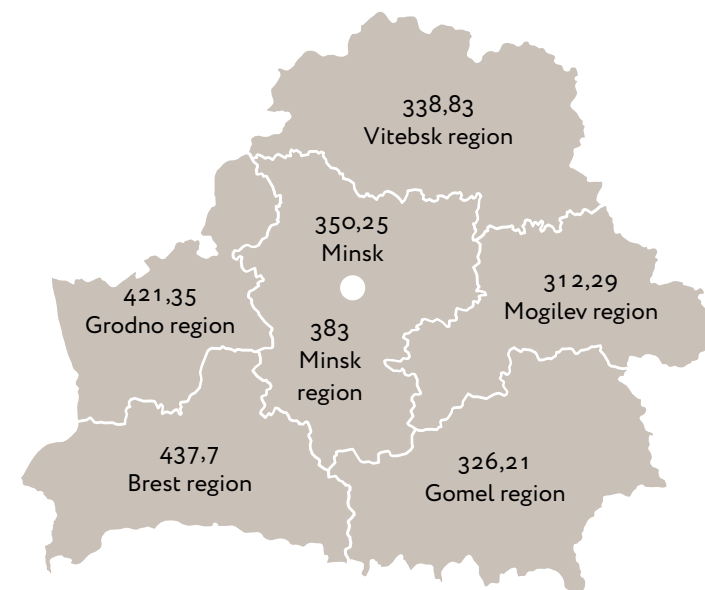 338,83
Vitebsk region
350,25
Minsk
421,35
Grodno region
312,29
Mogilev region
383
Minsk
region
437,7
Brest region
326,21
Gomel region